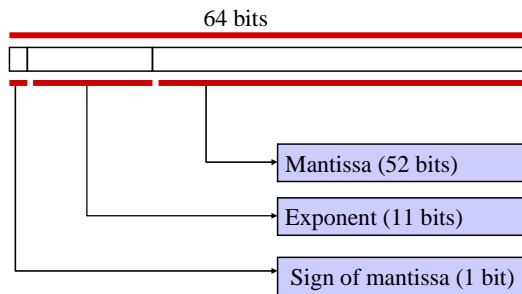 64 bits
Mantissa (52 bits)
Exponent (11 bits)
Sign of mantissa (1 bit)